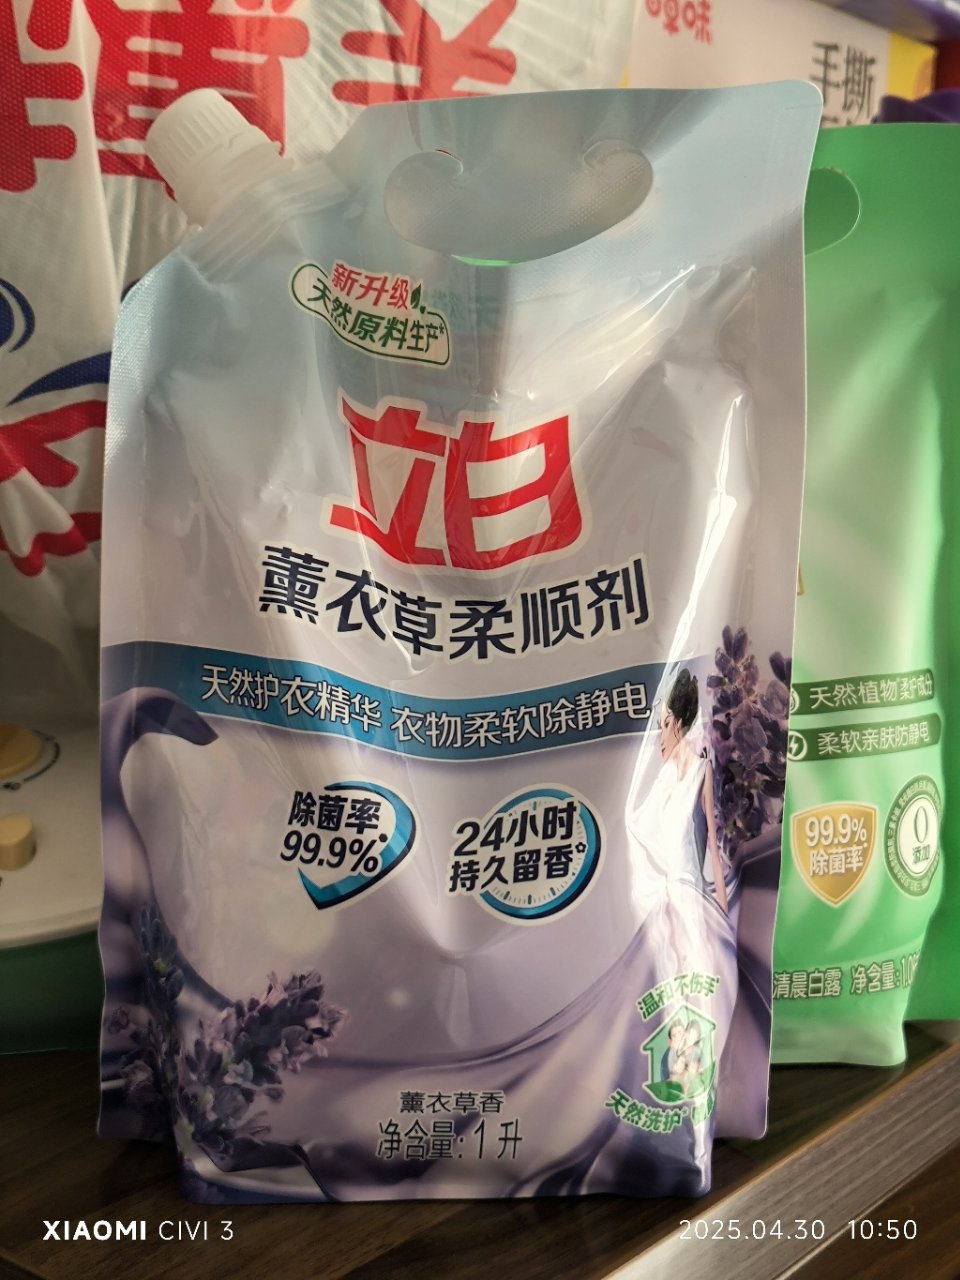 新升级
天然原料生产*
立白
薰衣草柔顺剂
天然护衣精华 衣物柔软除静电
除菌率*
99.9%
24小时
持久留香
温和不伤手
天然洗护
薰衣草香
净含量:1升
手撕
味
天然植物柔护成分
柔软亲肤防静电
99.9%
除菌率
0
添加
清晨白露 净含量:1.0
XIAOMI CIVI 3
2025.04.30 10:50